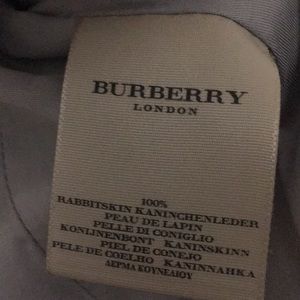 BURBERRY
LONDON
100%
RABBITSKIN KANINCHENLEDER
PEAU DE LAPIN
PELLE DI CONIGLIO
KONIJNENBONT KANINSKINN
PIEL DE CONEJO
PELE DE COELHO KANINNAHKA
ΔΕΡΜΑ ΚΟΥΝΕΛΙΟΥ